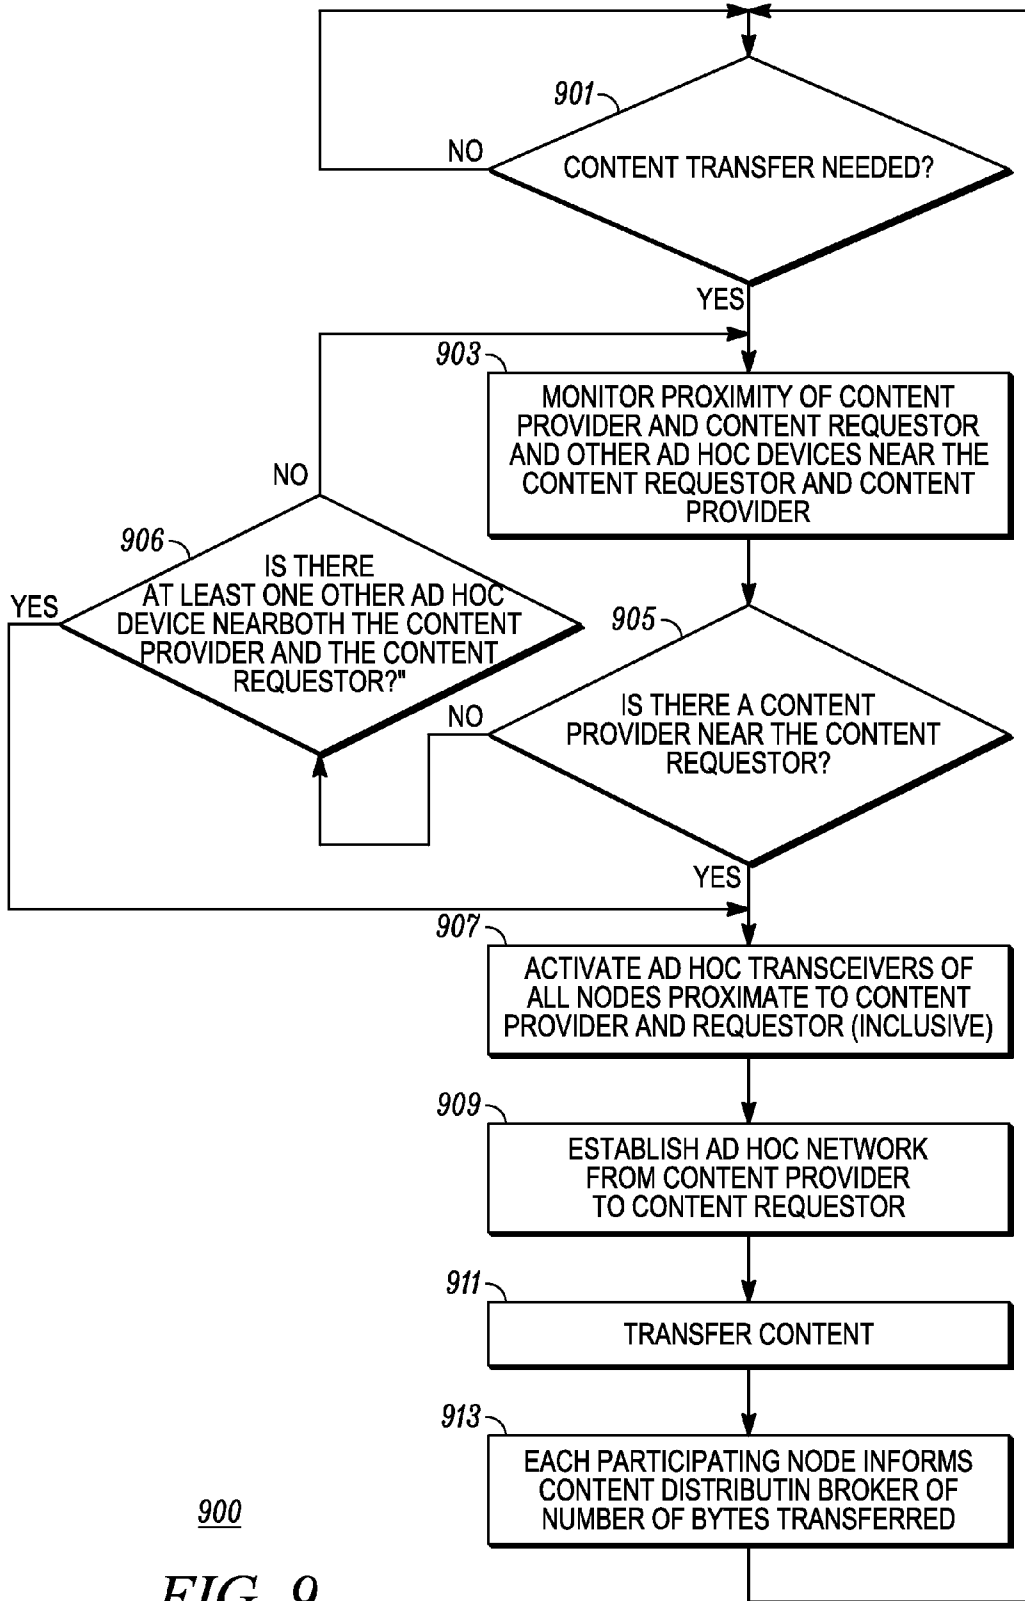 901
NO
CONTENT TRANSFER NEEDED?
YES
903
MONITOR PROXIMITY OF CONTENT
PROVIDER AND CONTENT REQUESTOR
AND OTHER AD HOC DEVICES NEAR THE
CONTENT REQUESTOR AND CONTENT
PROVIDER
NO
906
IS THERE
AT LEAST ONE OTHER AD HOC
DEVICE NEARBOTH THE CONTENT
PROVIDER AND THE CONTENT
REQUESTOR?"
YES
905
NO
IS THERE A CONTENT
PROVIDER NEAR THE CONTENT
REQUESTOR?
YES
907
ACTIVATE AD HOC TRANSCEIVERS OF
ALL NODES PROXIMATE TO CONTENT
PROVIDER AND REQUESTOR (INCLUSIVE)
909
ESTABLISH AD HOC NETWORK
FROM CONTENT PROVIDER
TO CONTENT REQUESTOR
911
TRANSFER CONTENT
913
EACH PARTICIPATING NODE INFORMS
CONTENT DISTRIBUTIN BROKER OF
NUMBER OF BYTES TRANSFERRED
900
FIG. 9